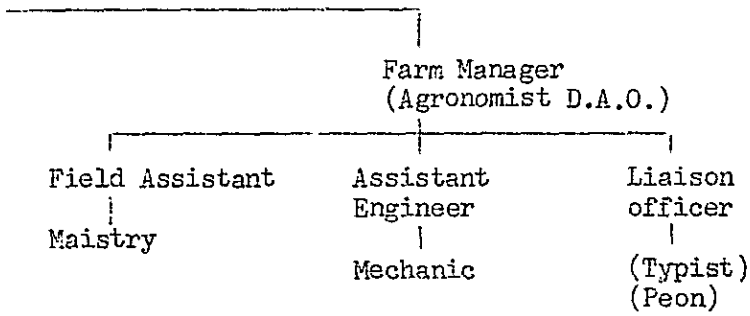 Farm Manager
(Agronomist D.A.O.)
Field Assistant
Assistant
Engineer
Liaison
officer
Maistry
Mechanic
(Typist)
(Peon)